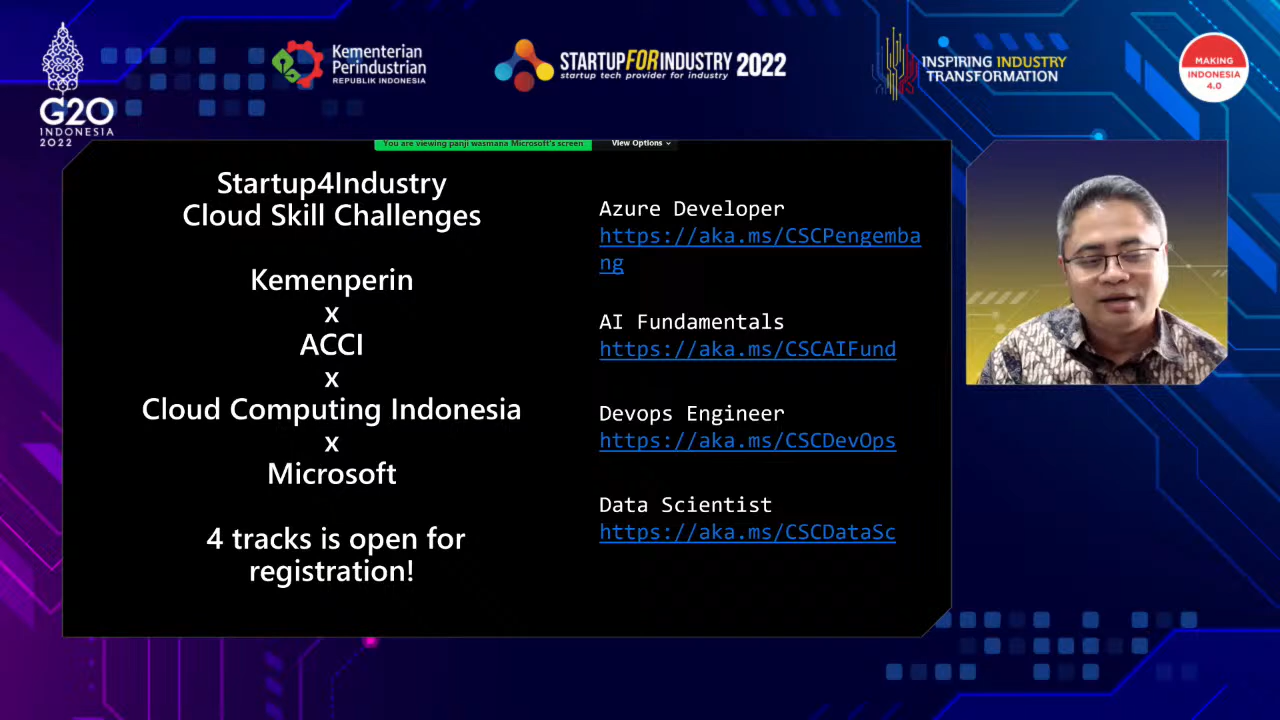 G20
INDONESIA
2022
Kementerian
Perindustrian
REPUBLIK INDONESIA
STARTUPFORINDUSTRY 2022
startup tech provider for industry
INSPIRING INDUSTRY
TRANSFORMATION
MAKING
INDONESIA
4.0
You are viewing panji wasmana Microsoft's screen
View Options
Startup4Industry
Cloud Skill Challenges
Kemenperin
x
ACCI
x
Cloud Computing Indonesia
x
Microsoft
4 tracks is open for
registration!
Azure Developer
https://aka.ms/CSCPengemba
ng
AI Fundamentals
https://aka.ms/CSCAIFund
Devops Engineer
https://aka.ms/CSCDevOps
Data Scientist
https://aka.ms/CSCDataSc